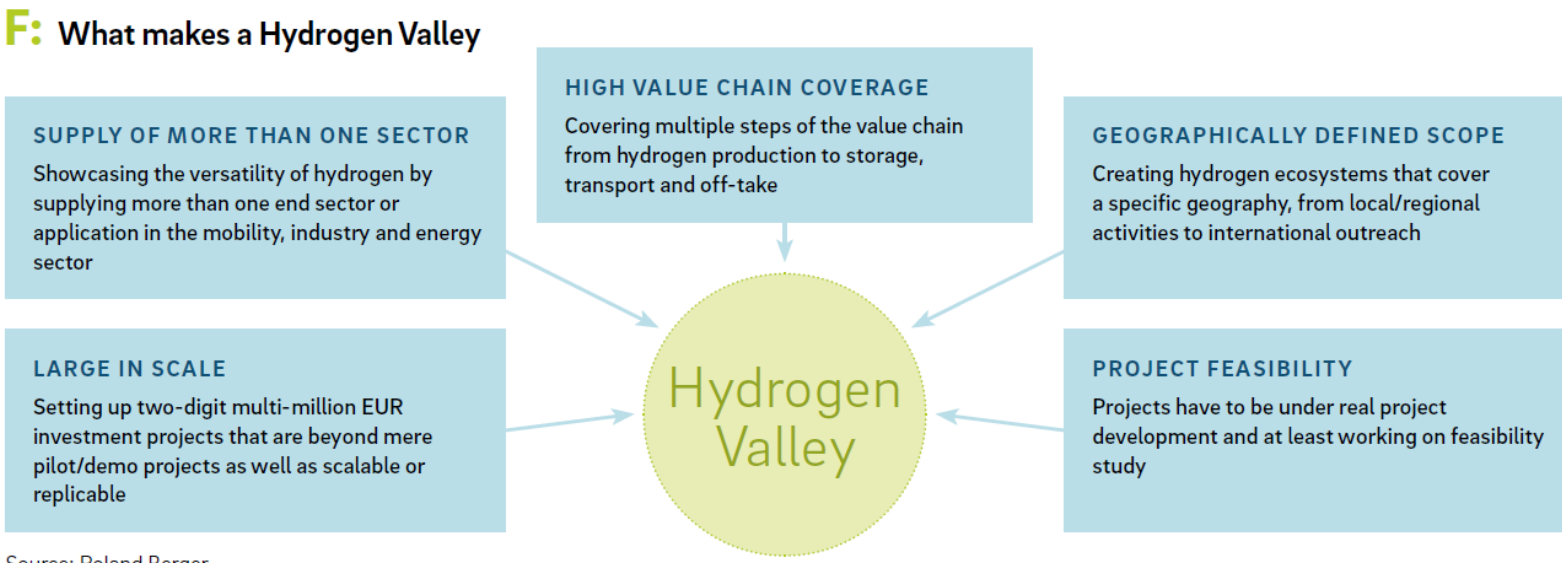 F: What makes a Hydrogen Valley
SUPPLY OF MORE THAN ONE SECTOR
Showcasing the versatility of hydrogen by
supplying more than one end sector or
application in the mobility, industry and energy
sector
HIGH VALUE CHAIN COVERAGE
Covering multiple steps of the value chain
from hydrogen production to storage,
transport and off-take
GEOGRAPHICALLY DEFINED SCOPE
Creating hydrogen ecosystems that cover
a specific geography, from local/regional
activities to international outreach
LARGE IN SCALE
Setting up two-digit multi-million EUR
investment projects that are beyond mere
pilot/demo projects as well as scalable or
replicable
Hydrogen
Valley
PROJECT FEASIBILITY
Projects have to be under real project
development and at least working on feasibility
study
Source: Roland Berger